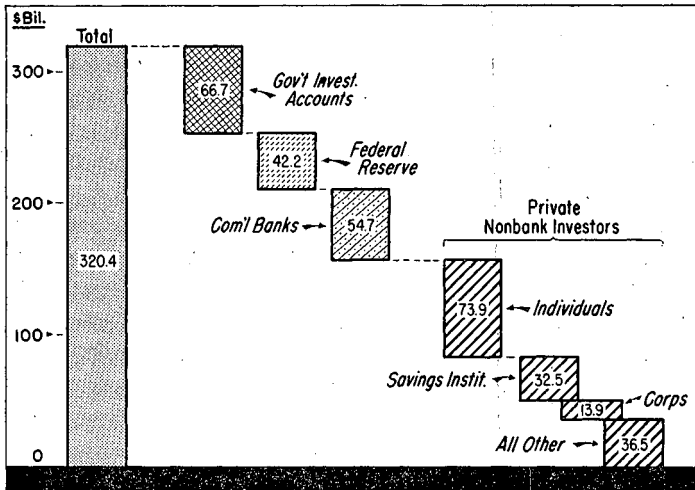 $Bil.
Total
300
66.7
Gov't Invest.
Accounts
42.2
Federal
Reserve
200
Com'l Banks
54.7
Private
Nonbank Investors
320.4
73.9
Individuals
100
Savings Instit.
32.5
Corps
13.9
All Other
36.5
0